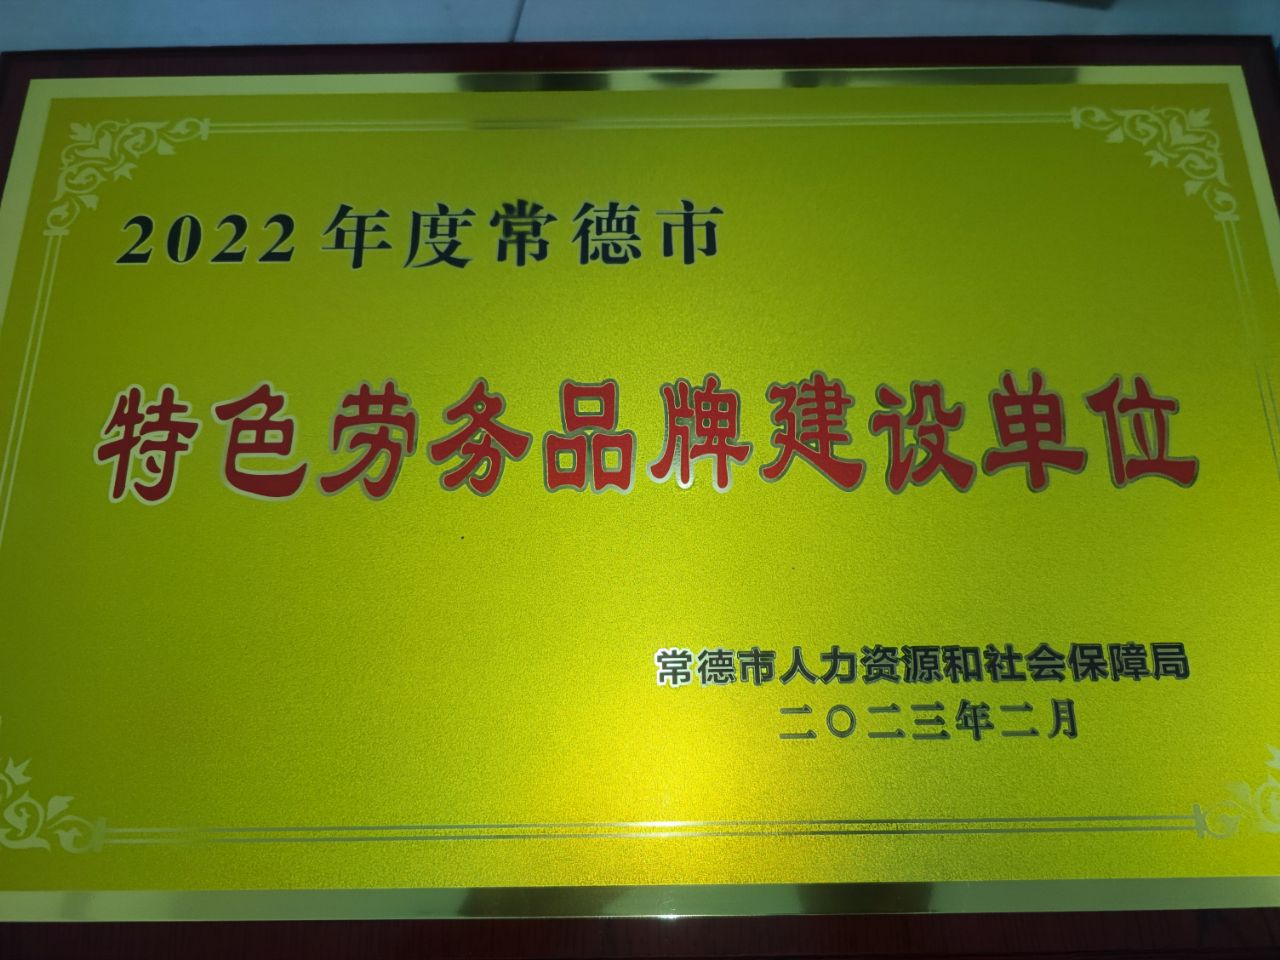 2022年度常德市
特色劳务品牌建设单位
常德市人力资源和社会保障局
二〇二三年二月